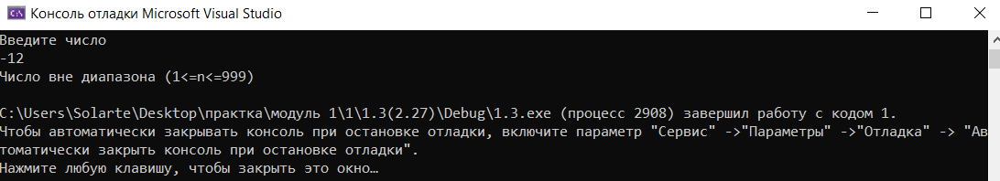 Консоль отладки Microsoft Visual Studio
Введите число
-12
Число вне диапазона (1<=n<=999)
C:\Users\Solarte\Desktop\практка\модуль 1\1\1.3(2.27)\Debug\1.3.exe (процесс 2908) завершил работу с кодом 1.
Чтобы автоматически закрывать консоль при остановке отладки, включите параметр "Сервис" ->"Параметры" ->"Отладка" -> "Ав
томатически закрыть консоль при остановке отладки".
Нажмите любую клавишу, чтобы закрыть это окно…